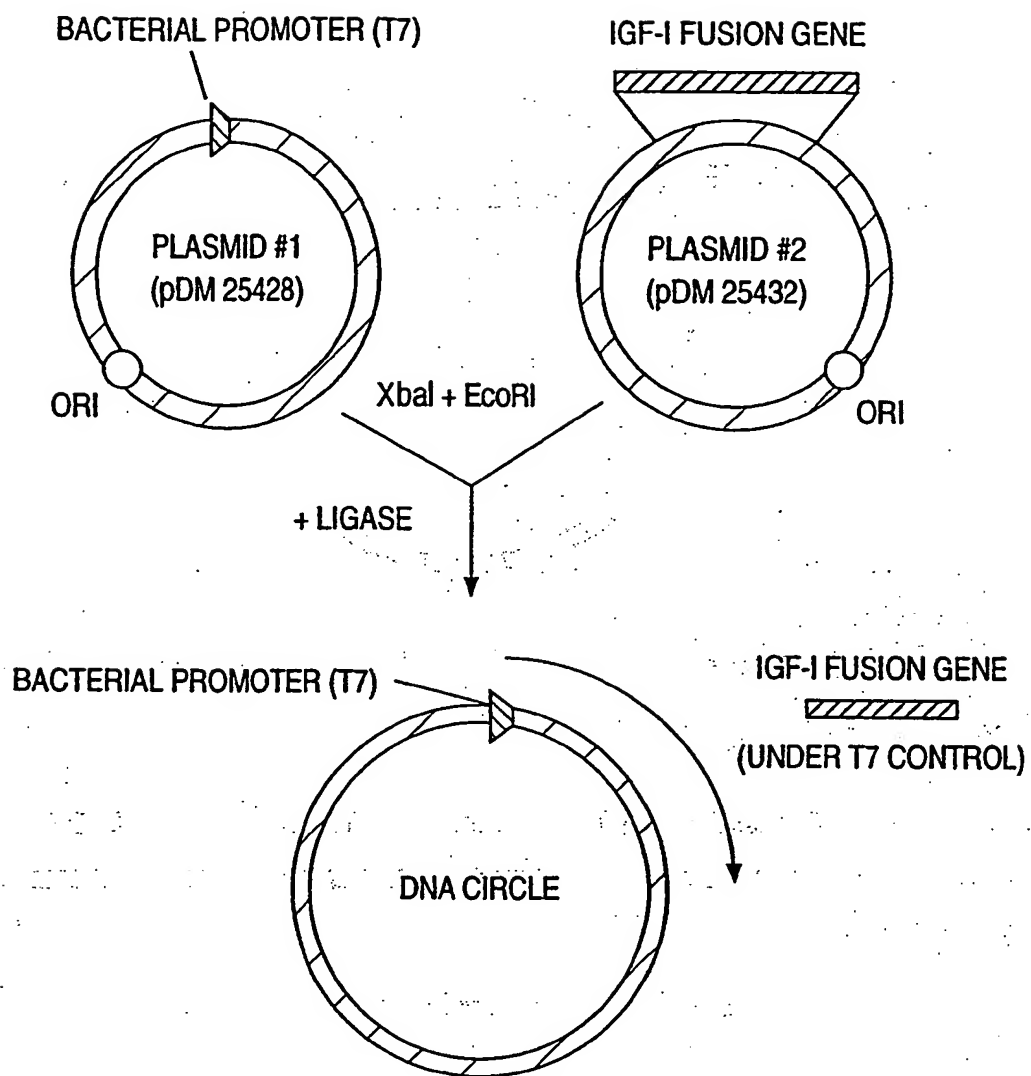 BACTERIAL PROMOTER (T7)
IGF-I FUSION GENE
PLASMID #1
(pDM 25428)
PLASMID #2
(pDM 25432)
ORI
XbaI + EcoRI
ORI
+ LIGASE
BACTERIAL PROMOTER (T7)
IGF-I FUSION GENE
(UNDER T7 CONTROL)
DNA CIRCLE